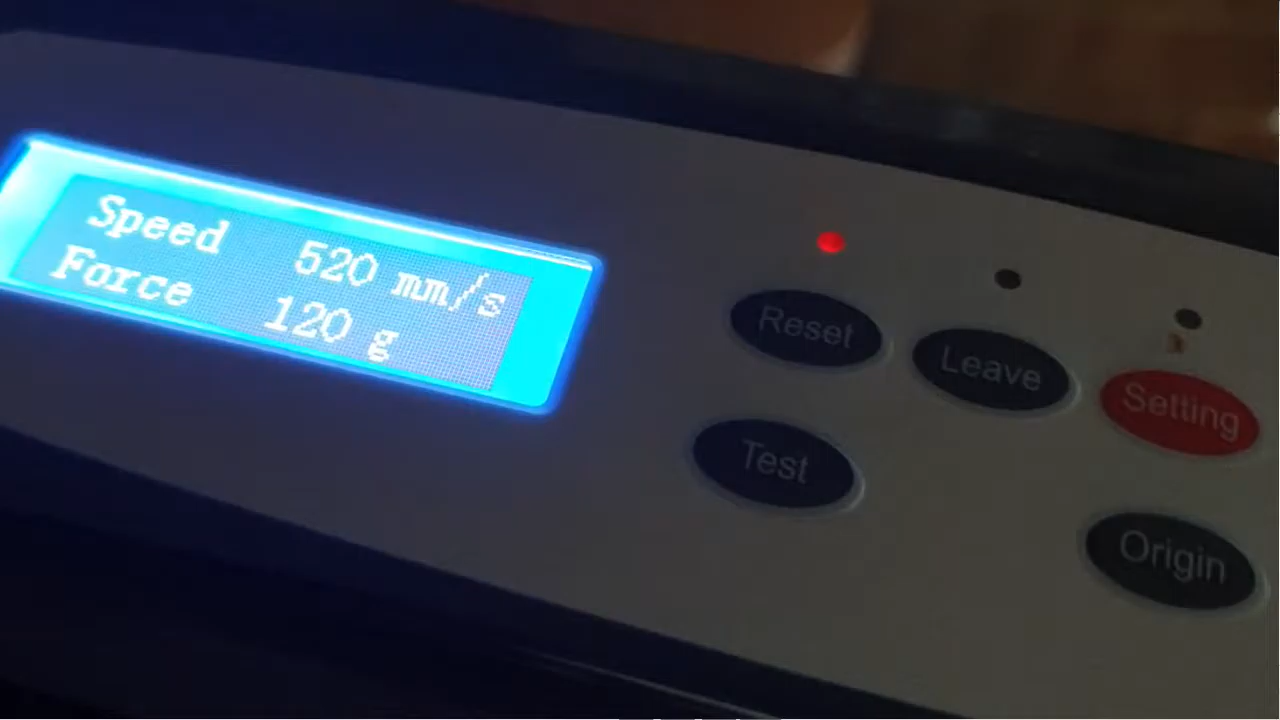 Speed 520 mm/s
Force 120 g
Reset
Leave
Setting
Test
Origin